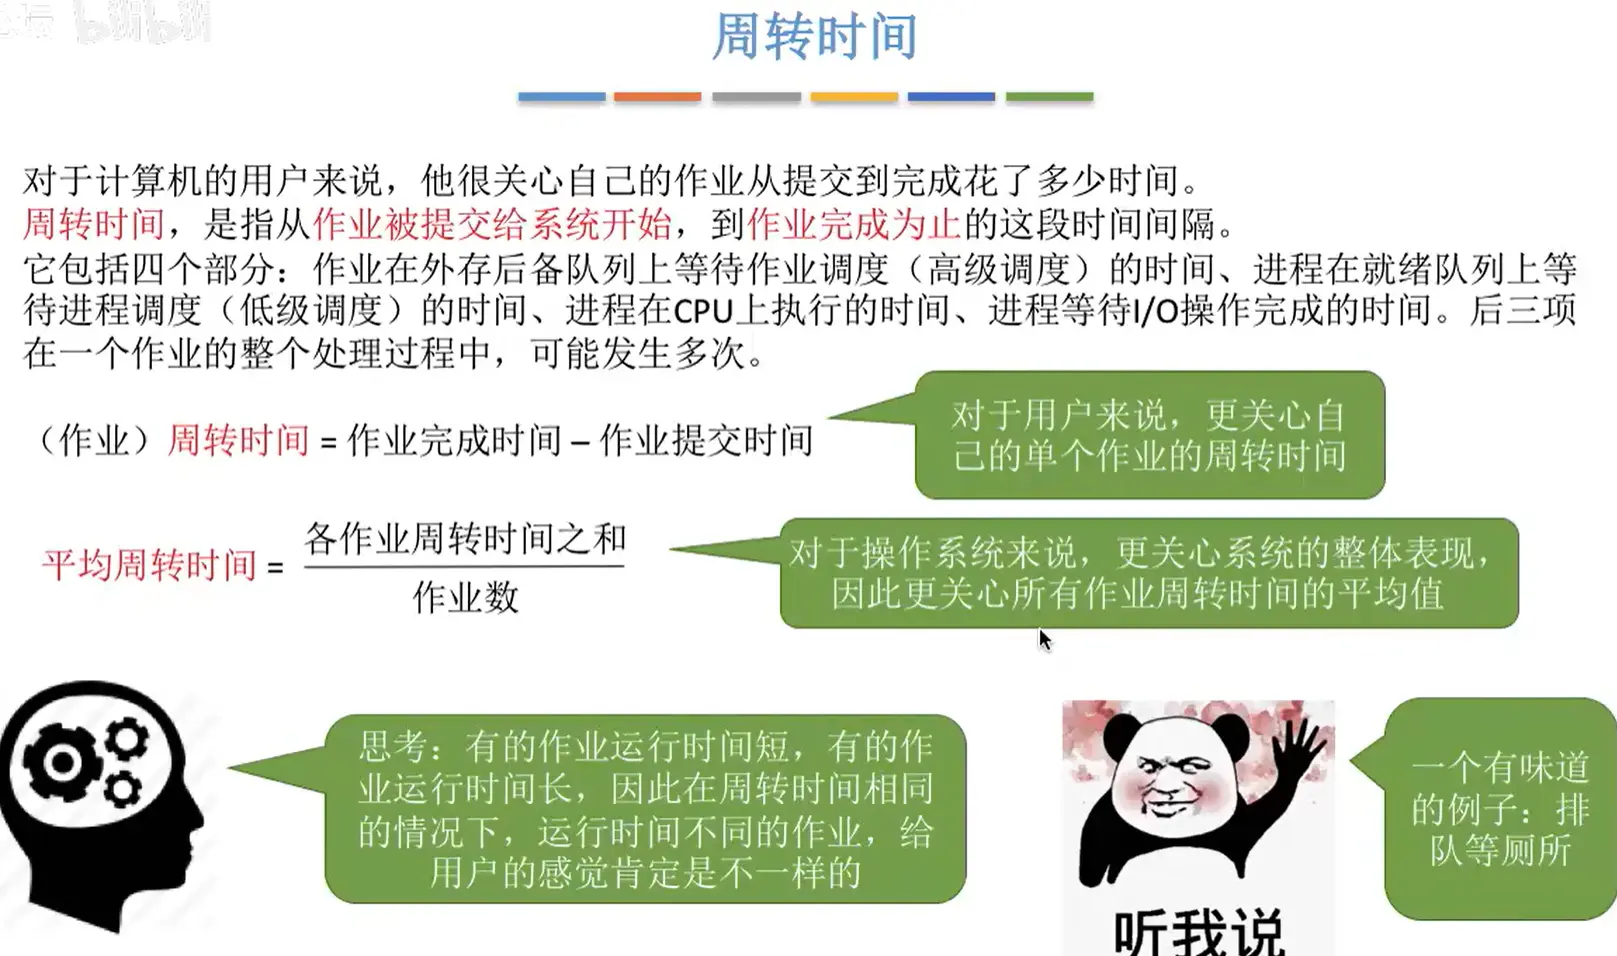 bilibili
周转时间
对于计算机的用户来说，他很关心自己的作业从提交到完成花了多少时间。
周转时间，是指从作业被提交给系统开始，到作业完成为止的这段时间间隔。
它包括四个部分：作业在外存后备队列上等待作业调度（高级调度）的时间、进程在就绪队列上等
待进程调度（低级调度）的时间、进程在CPU上执行的时间、进程等待I/O操作完成的时间。后三项
在一个作业的整个处理过程中，可能发生多次。
（作业）周转时间 = 作业完成时间 – 作业提交时间
对于用户来说，更关心自
己的单个作业的周转时间
各作业周转时间之和
平均周转时间 =
作业数
对于操作系统来说，更关心系统的整体表现，
因此更关心所有作业周转时间的平均值
思考：有的作业运行时间短，有的作
业运行时间长，因此在周转时间相同
的情况下，运行时间不同的作业，给
用户的感觉肯定是不一样的
听我说
一个有味道
的例子：排
队等厕所